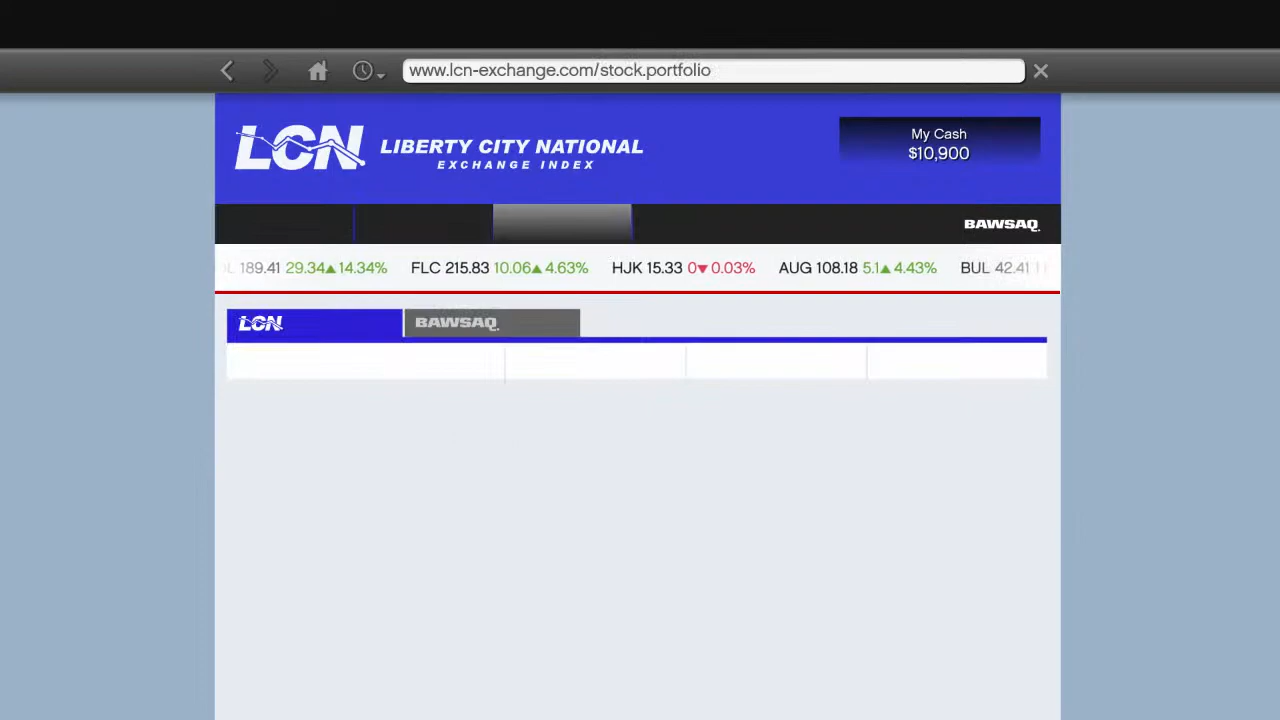 www.lcn-exchange.com/stock.portfolio
LCN LIBERTY CITY NATIONAL
EXCHANGE INDEX
My Cash
$10,900
BAWSAQ
189.41 29.34▲14.34% FLC 215.83 10.06▲4.63% HJK 15.33 0▼0.03% AUG 108.18 5.1▲4.43% BUL 42.41
LCN BAWSAQ